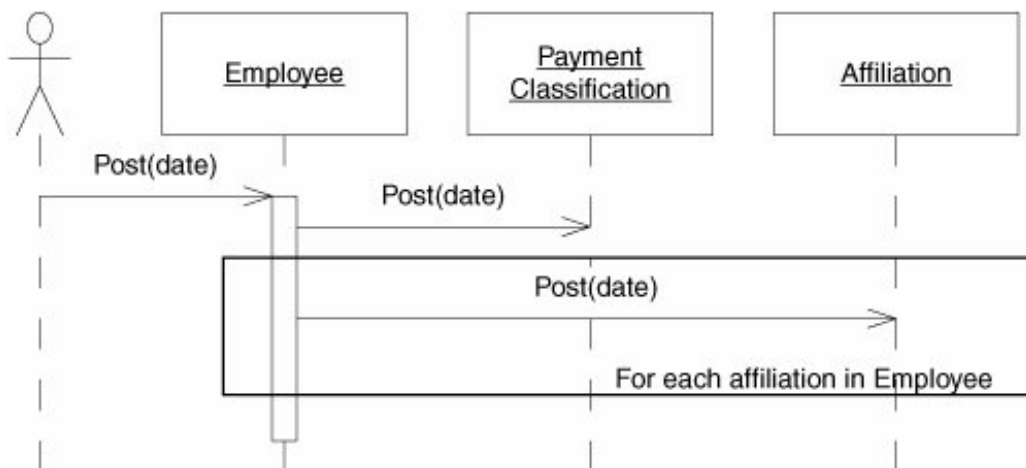 Employee
Payment
Classification
Affiliation
Post(date)
Post(date)
Post(date)
For each affiliation in Employee